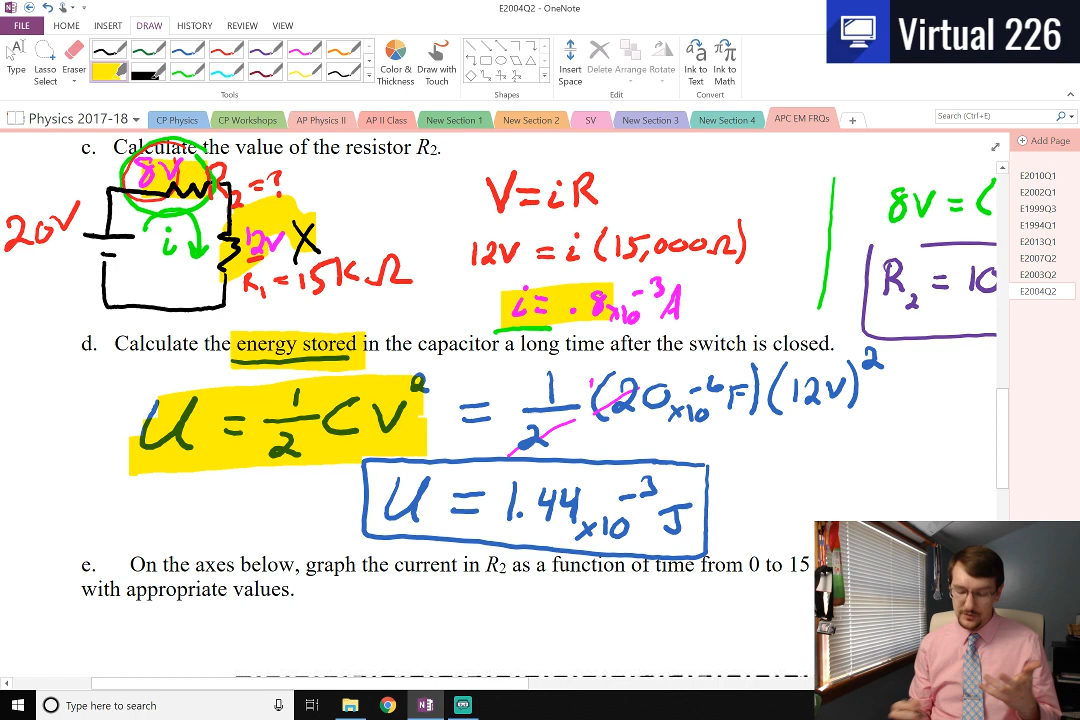 E2004Q2 - OneNote
Virtual 226
FILE HOME INSERT DRAW HISTORY REVIEW VIEW
Type Lasso Select Eraser
Color & Thickness Draw with Touch
Insert Space Delete Arrange Rotate
Ink to Text Ink to Math
Tools Shapes Edit Convert
Physics 2017-18 CP Physics CP Workshops AP Physics II AP II Class New Section 1 New Section 2 SV New Section 3 New Section 4 APC EM FRQs
Search (Ctrl+E)
Add Page
E2010Q1
E2002Q1
E1999Q3
E1994Q1
E2013Q1
E2007Q2
E2003Q2
E2004Q2
c. Calculate the value of the resistor R2.
8V R2 = ?
20V i 12V X
R1 = 15KΩ
V = iR
12V = i (15,000Ω)
i = .8x10^-3 A
8V = (
R2 = 10
d. Calculate the energy stored in the capacitor a long time after the switch is closed.
U = 1/2 CV^2 = 1/2 (20x10^-6 F)(12V)^2
U = 1.44x10^-3 J
e. On the axes below, graph the current in R2 as a function of time from 0 to 15
with appropriate values.
Type here to search